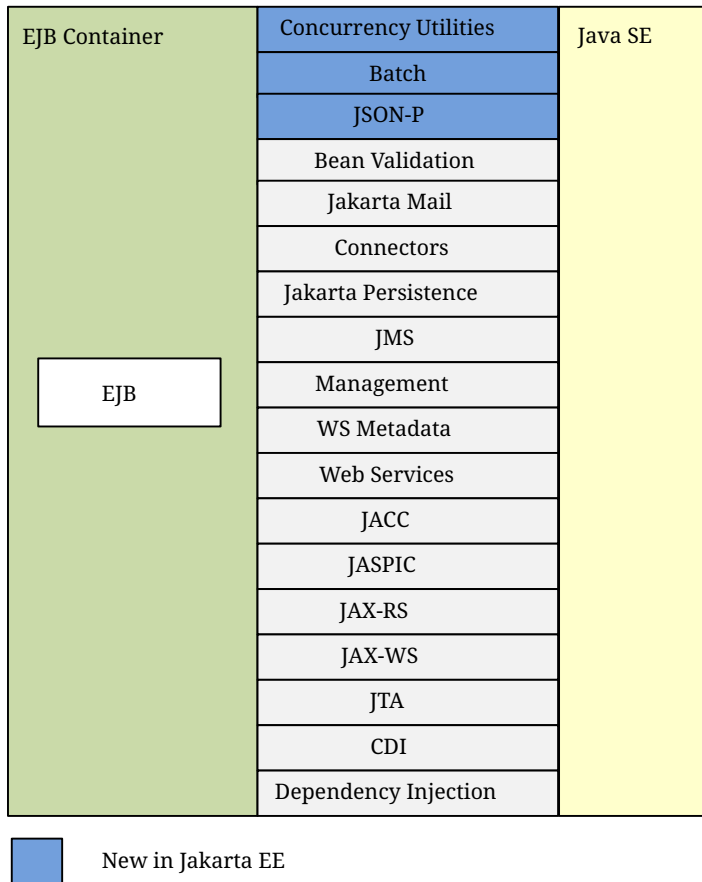 EJB Container
EJB
Concurrency Utilities
Batch
JSON-P
Bean Validation
Jakarta Mail
Connectors
Jakarta Persistence
JMS
Management
WS Metadata
Web Services
JACC
JASPIC
JAX-RS
JAX-WS
JTA
CDI
Dependency Injection
Java SE
New in Jakarta EE